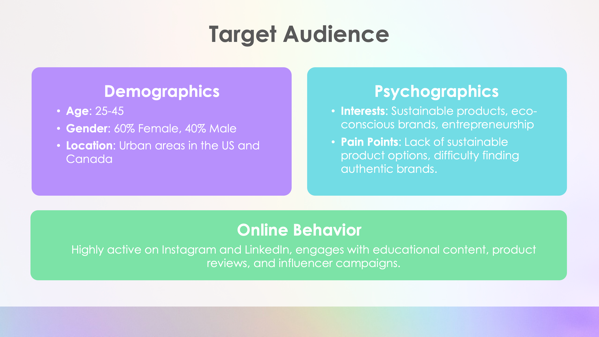 Target Audience
Demographics
• Age: 25-45
• Gender: 60% Female, 40% Male
• Location: Urban areas in the US and
Canada
Psychographics
• Interests: Sustainable products, eco-
conscious brands, entrepreneurship
• Pain Points: Lack of sustainable
product options, difficulty finding
authentic brands.
Online Behavior
Highly active on Instagram and LinkedIn, engages with educational content, product
reviews, and influencer campaigns.